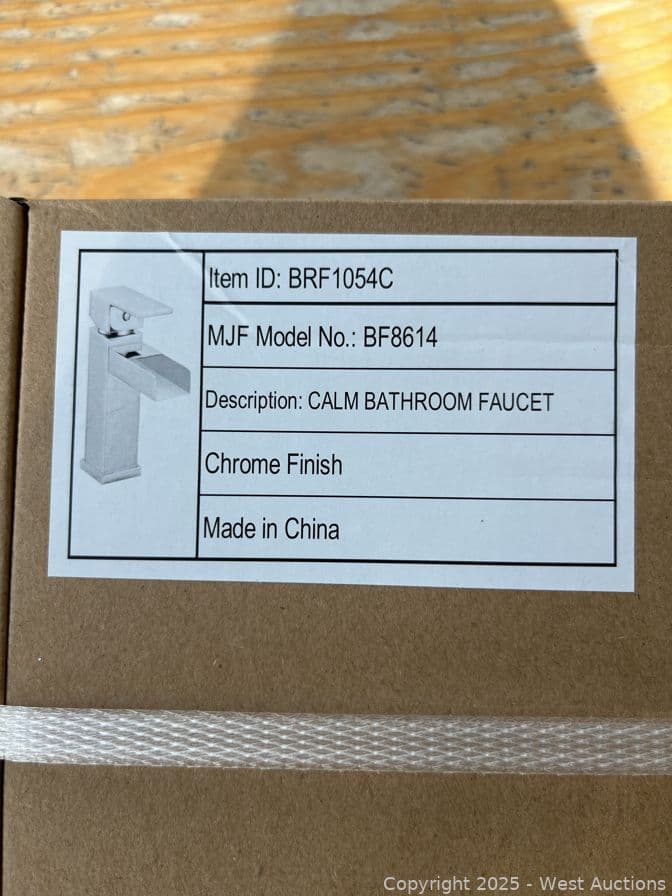 Item ID: BRF1054C
MJF Model No.: BF8614
Description: CALM BATHROOM FAUCET
Chrome Finish
Made in China
Copyright 2025 - West Auctions